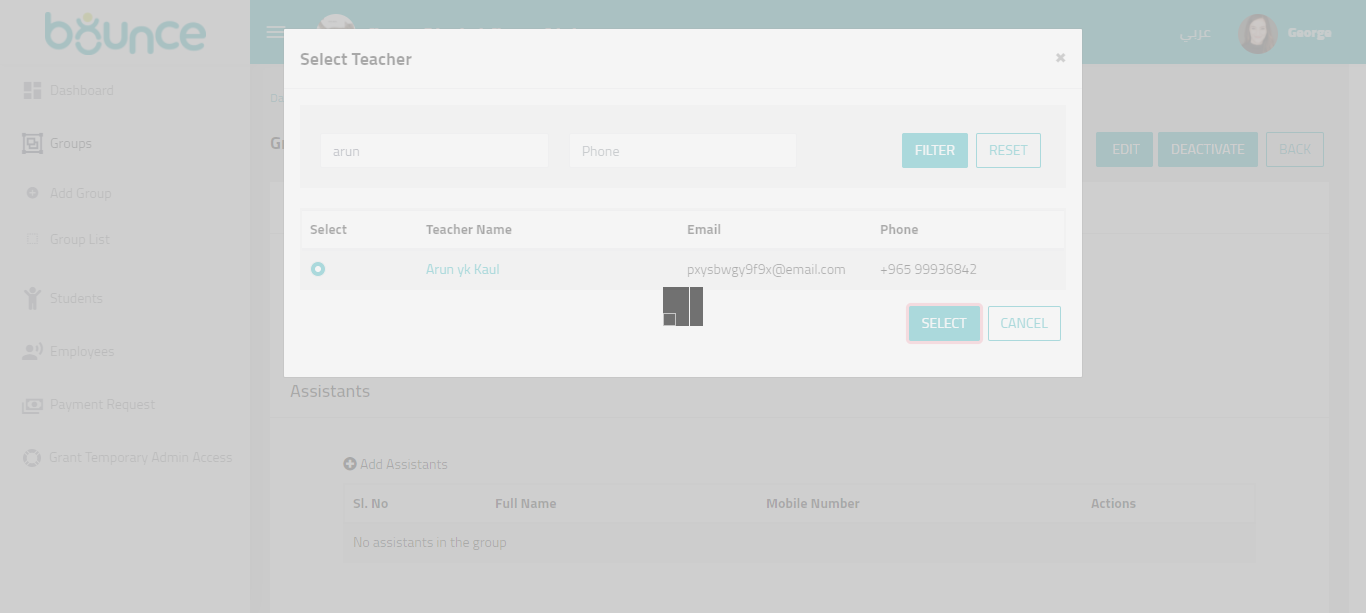 bounce
عربي
George
Select Teacher
Dashboard
Groups
EDIT
DEACTIVATE
BACK
arun
Phone
FILTER
RESET
Add Group
Group List
Select
Teacher Name
Email
Phone
Arun yk Kaul
pxysbwgy9f9x@email.com
+965 99936842
Students
SELECT
CANCEL
Employees
Assistants
Payment Request
Grant Temporary Admin Access
Add Assistants
Sl. No
Full Name
Mobile Number
Actions
No assistants in the group